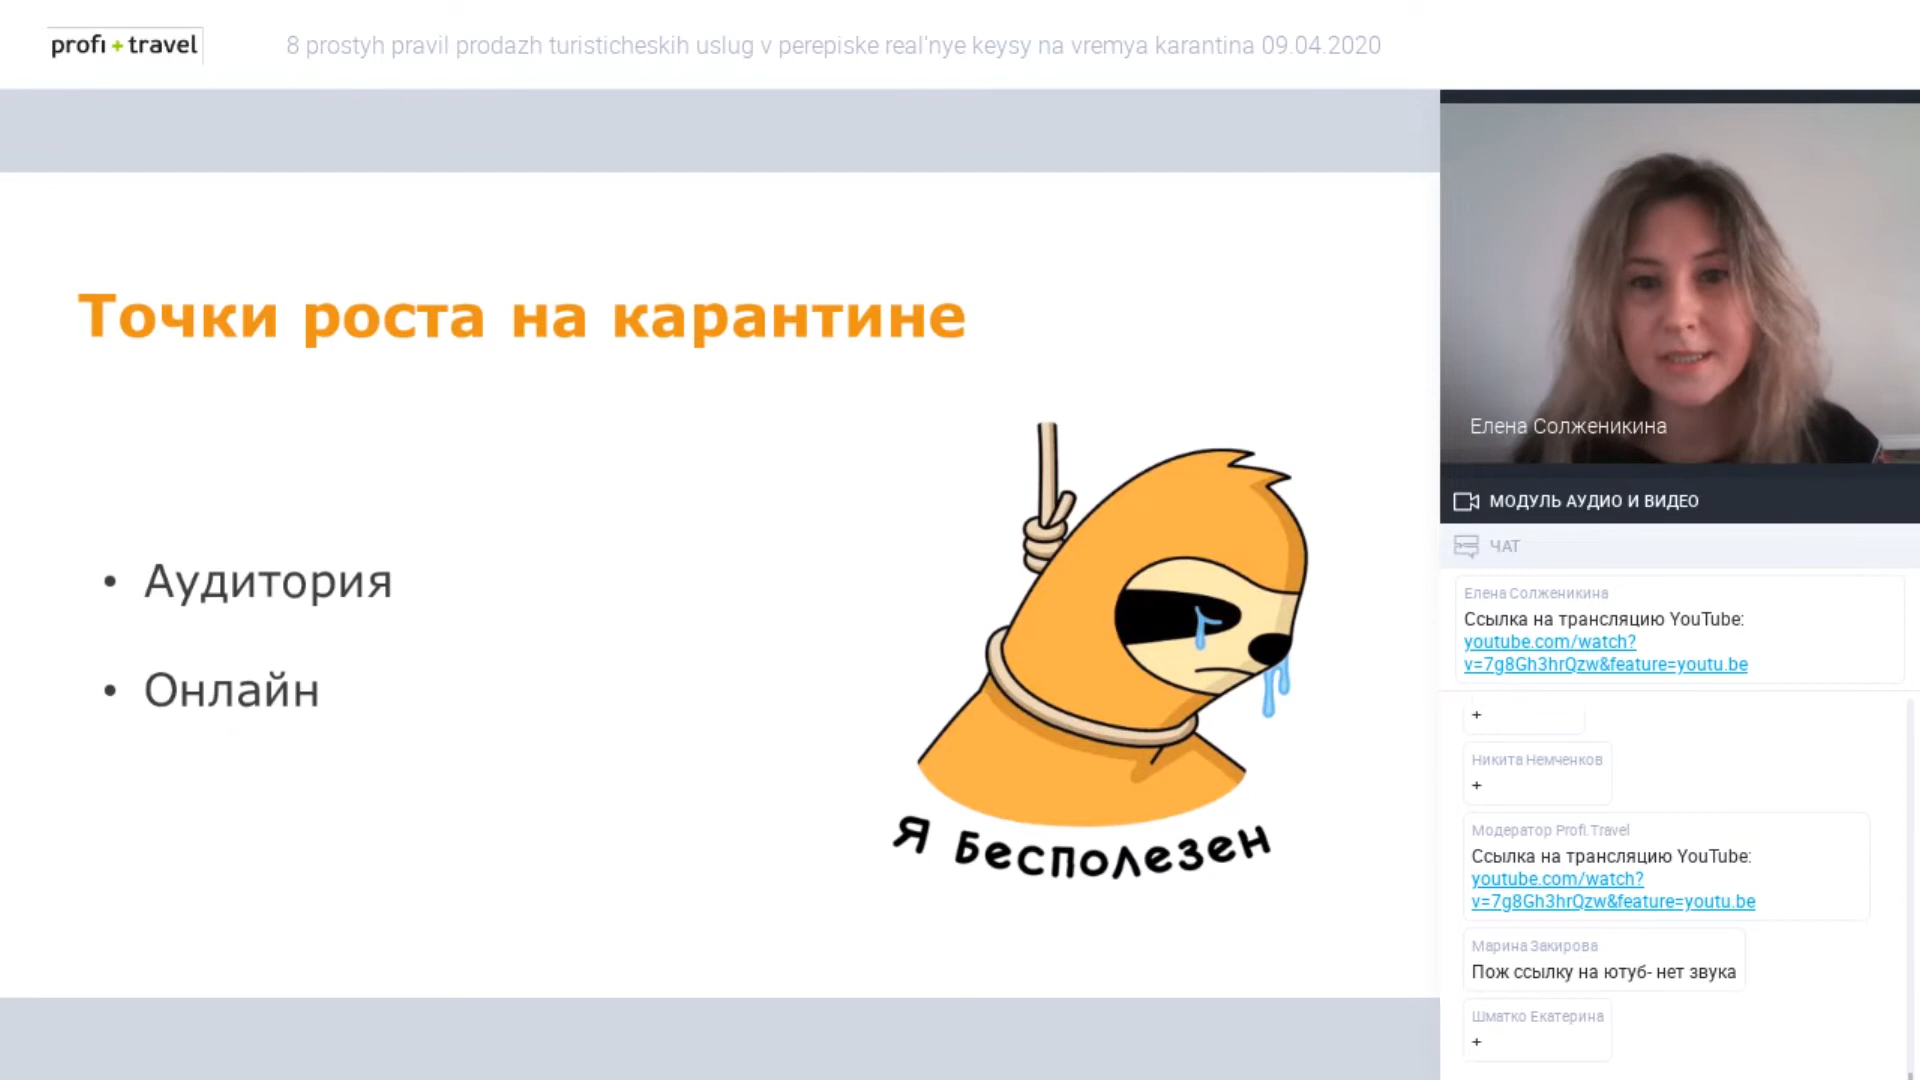 profi + travel
8 prostyh pravil prodazh turisticheskih uslug v perepiske real'nye keysy na vremya karantina 09.04.2020
Точки роста на карантине
• Аудитория
• Онлайн
Я Бесполезен
Елена Солженикина
МОДУЛЬ АУДИО И ВИДЕО
ЧАТ
Елена Солженикина
Ссылка на трансляцию YouTube:
youtube.com/watch?
v=7g8Gh3hrQzw&feature=youtu.be
+
Никита Немченков
+
Модератор Profi.Travel
Ссылка на трансляцию YouTube:
youtube.com/watch?
v=7g8Gh3hrQzw&feature=youtu.be
Марина Закирова
Пож ссылку на ютуб- нет звука
Шматко Екатерина
+